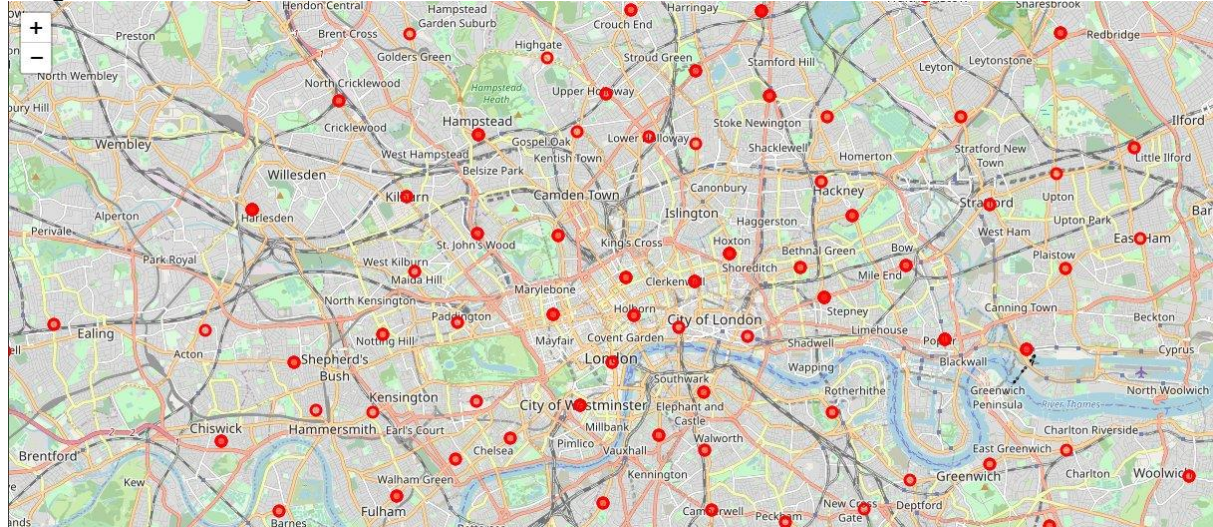 +
−
Hendon Central
Hampstead
Garden Suburb
Crouch End
Harringay
Snaresbrook
Preston
Brent Cross
Golders Green
Highgate
Stroud Green
Stamford Hill
Leyton
Leytonstone
Redbridge
North Wembley
North Cricklewood
Hampstead
Heath
Upper Holloway
Cricklewood
Hampstead
Stoke Newington
Ilford
Wembley
West Hampstead
Gospel Oak
Lower Holloway
Shacklewell
Homerton
Stratford New
Town
Little Ilford
Kentish Town
Willesden
Belsize Park
Kilburn
Camden Town
Canonbury
Hackney
Stratford
Upton
Alperton
Harlesden
Islington
Haggerston
Upton Park
Perivale
St. John's Wood
King's Cross
Hoxton
Bethnal Green
Bow
West Ham
East Ham
Park Royal
West Kilburn
Maida Hill
Shoreditch
Mile End
Plaistow
North Kensington
Marylebone
Clerkenwell
Paddington
Holborn
City of London
Stepney
Canning Town
Beckton
Ealing
Notting Hill
Mayfair
Covent Garden
Limehouse
Poplar
Acton
Shepherd's
Bush
London
Shadwell
Wapping
Blackwall
Cyprus
Southwark
Rotherhithe
Greenwich
Peninsula
North Woolwich
Kensington
City of Westminster
Elephant and
Castle
River Thames
Chiswick
Hammersmith
Earl's Court
Millbank
Walworth
Charlton Riverside
Brentford
Chelsea
Pimlico
Vauxhall
East Greenwich
Kew
Walham Green
Kennington
Greenwich
Charlton
Woolwich
Barnes
Fulham
Camberwell
Peckham
New Cross
Gate
Deptford